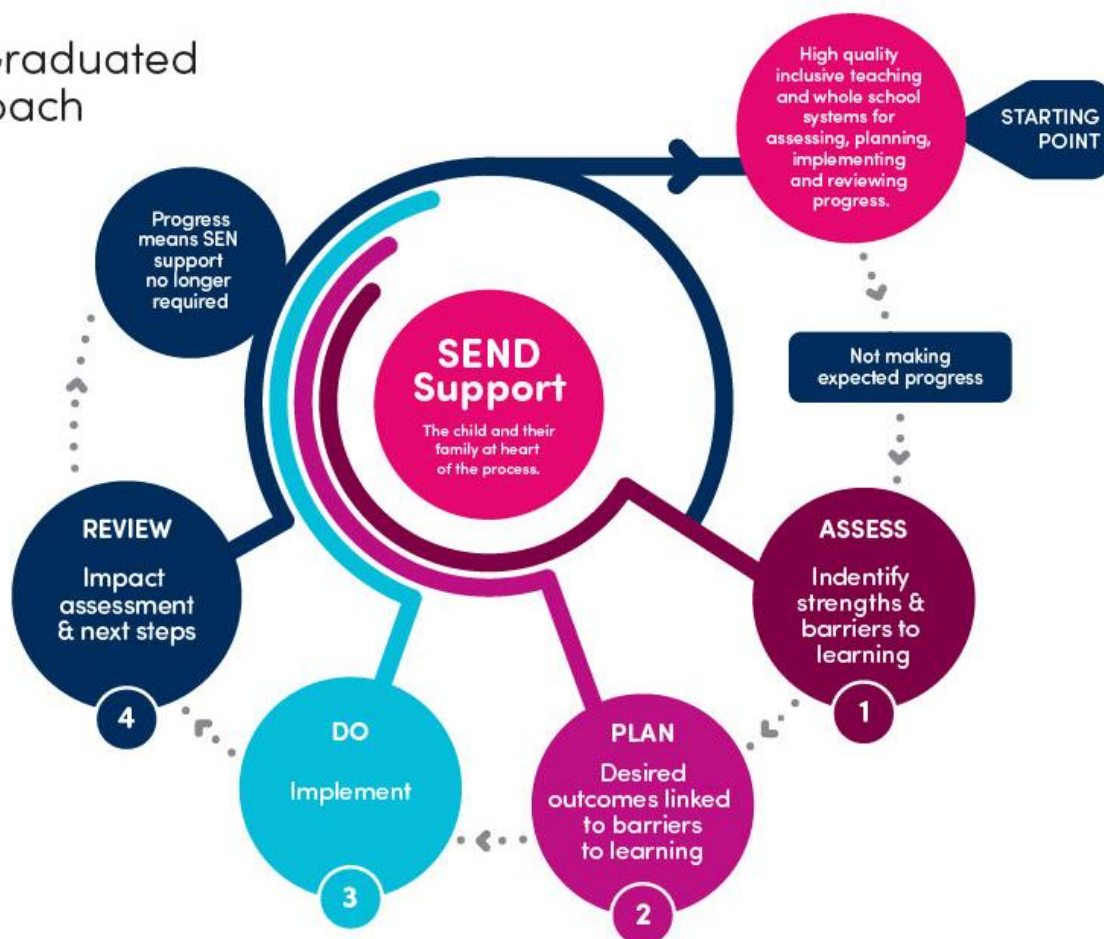 raduated
oach
High quality
inclusive teaching
and whole school
systems for
assessing, planning,
implementing
and reviewing
progress.
STARTING
POINT
Not making
expected progress
Progress
means SEN
support
no longer
required
SEND
Support
The child and their
family at heart
of the process.
ASSESS
Indentify
strengths &
barriers to
learning
1
PLAN
Desired
outcomes linked
to barriers
to learning
2
DO
Implement
3
REVIEW
Impact
assessment
& next steps
4